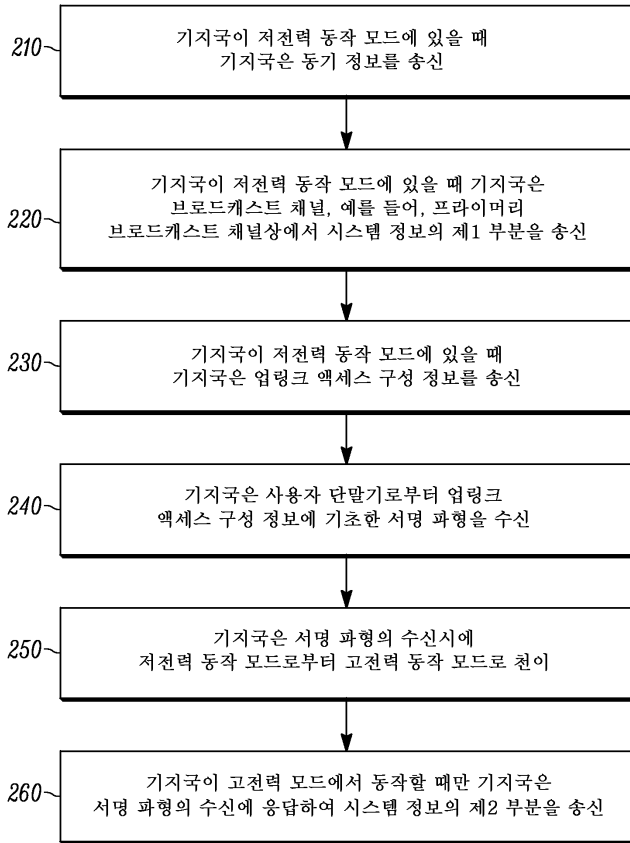 210
기지국이 저전력 동작 모드에 있을 때
기지국은 동기 정보를 송신
220
기지국이 저전력 동작 모드에 있을 때 기지국은
브로드캐스트 채널, 예를 들어, 프라이머리
브로드캐스트 채널상에서 시스템 정보의 제1 부분을 송신
230
기지국이 저전력 동작 모드에 있을 때
기지국은 업링크 액세스 구성 정보를 송신
240
기지국은 사용자 단말기로부터 업링크
액세스 구성 정보에 기초한 서명 파형을 수신
250
기지국은 서명 파형의 수신시에
저전력 동작 모드로부터 고전력 동작 모드로 천이
260
기지국이 고전력 모드에서 동작할 때만 기지국은
서명 파형의 수신에 응답하여 시스템 정보의 제2 부분을 송신